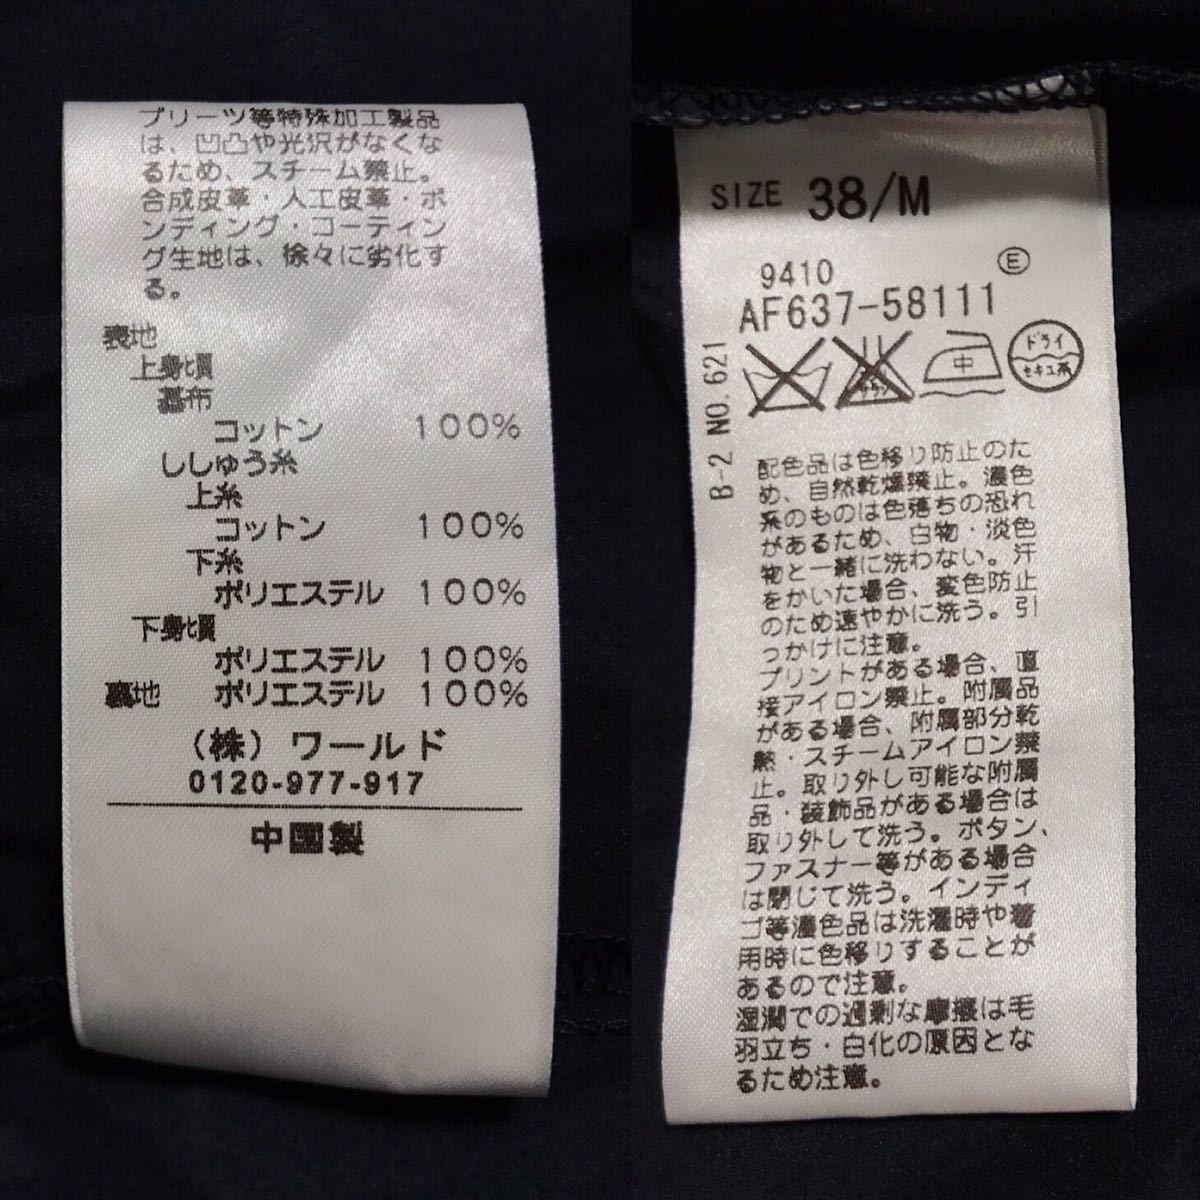 プリーツ等特殊加工製品
は、凹凸や光沢がなくな
るため、スチーム禁止。
合成皮革・人工皮革・ボ
ンディング・コーティン
グ生地は、徐々に劣化す
る。
表地
上身頃
基布
コットン 100%
ししゅう糸
上糸
コットン 100%
下糸
ポリエステル 100%
下身頃
ポリエステル 100%
裏地 ポリエステル 100%
(株) ワールド
0120-977-917
中国製
SIZE 38/M
9410 E
AF637-58111
中
ドライ
セキユ系
B-2 NO. 621
配色品は色移り防止のた
め、自然乾燥禁止。濃色
系のものは色落ちの恐れ
があるため、白物・淡色
物と一緒に洗わない。汗
をかいた場合、変色防止
のため速やかに洗う。引
っかけに注意。
プリントがある場合、直
接アイロン禁止。附属品
がある場合、附属部分乾
熱・スチームアイロン禁
止。取り外し可能な附属
品・装飾品がある場合は
取り外して洗う。ボタン、
ファスナー等がある場合
は閉じて洗う。インディ
ゴ等濃色品は洗濯時や着
用時に色移りすることが
あるので注意。
湿潤での過剰な摩擦は毛
羽立ち・白化の原因とな
るため注意。